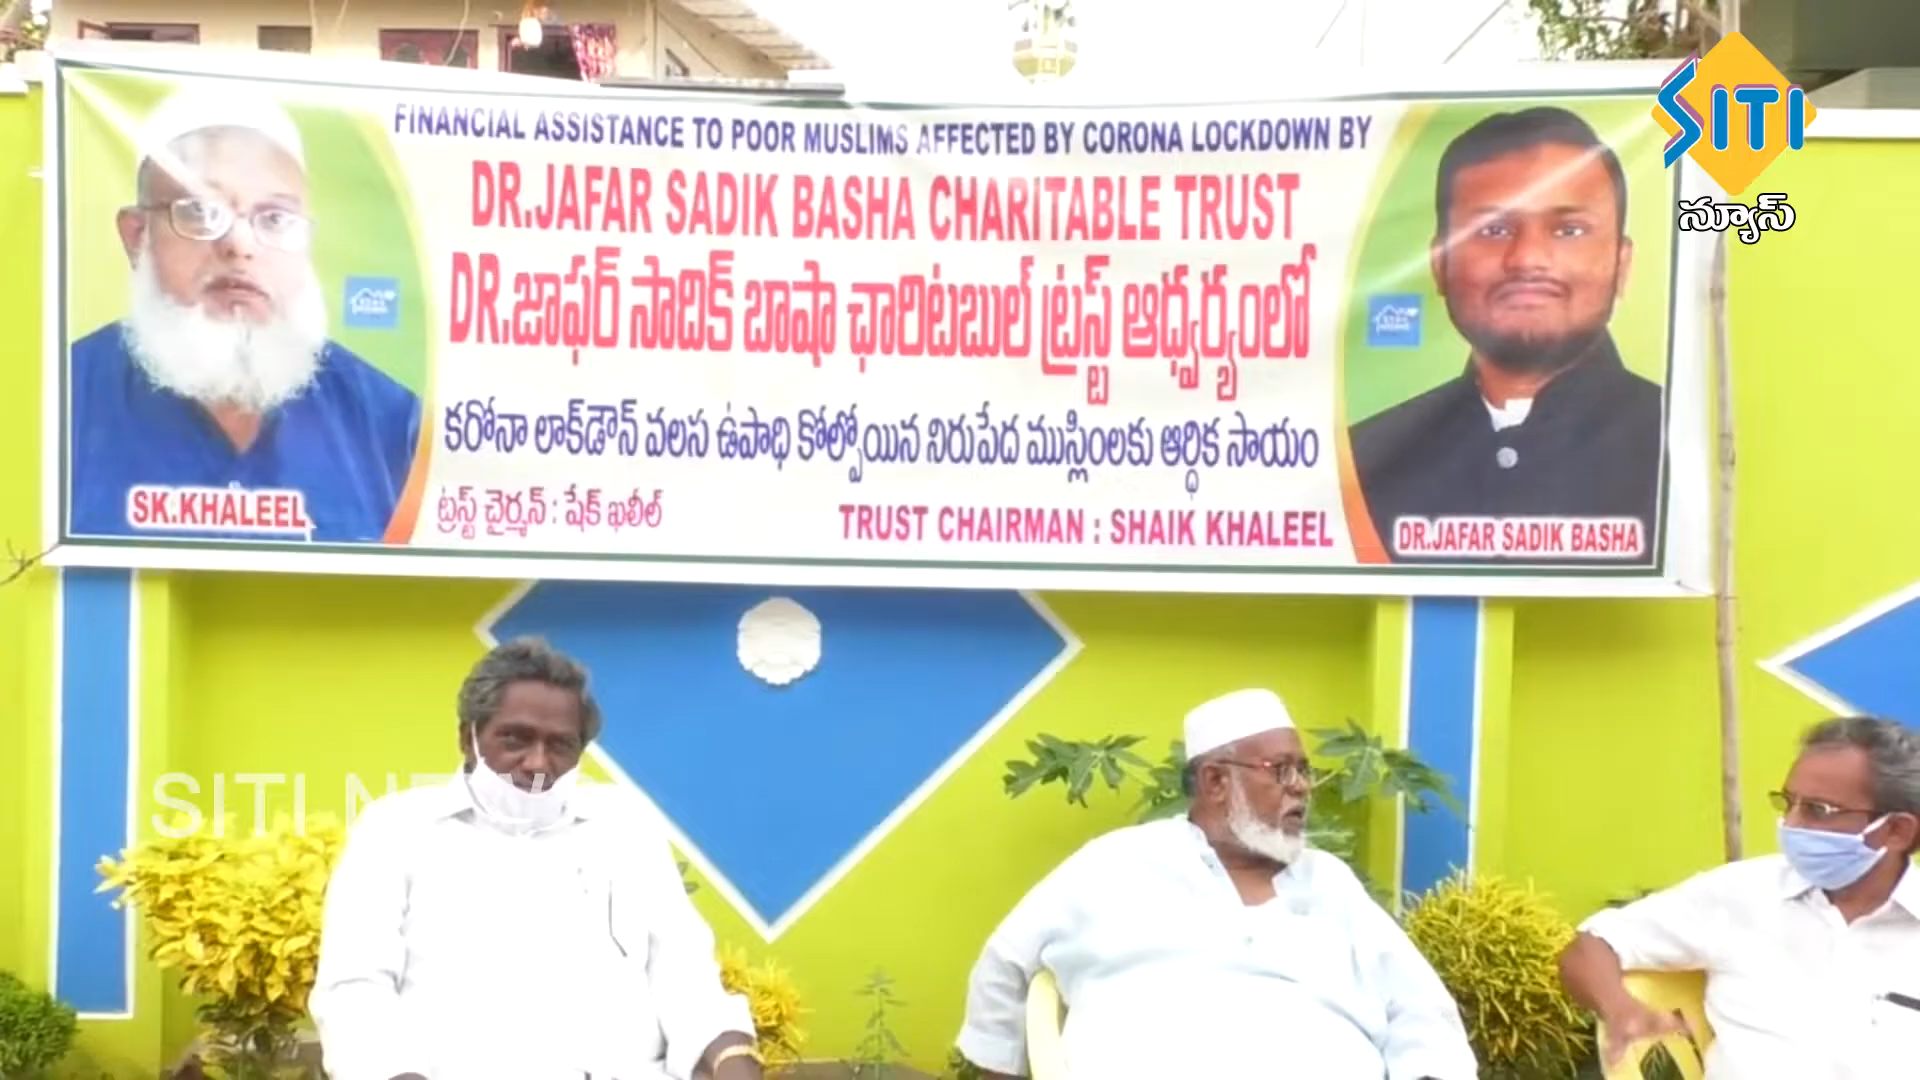 FINANCIAL ASSISTANCE TO POOR MUSLIMS AFFECTED BY CORONA LOCKDOWN BY
DR.JAFAR SADIK BASHA CHARITABLE TRUST
DR.జాఫర్ సాదిక్ బాషా ఛారిటబుల్ ట్రస్ట్ ఆధ్వర్యంలో
కరోనా లాక్‌డౌన్ వలస ఉపాధి కోల్పోయిన నిరుపేద ముస్లింలకు ఆర్ధిక సాయం
ట్రస్ట్ చైర్మన్ : షేక్ ఖలీల్
TRUST CHAIRMAN : SHAIK KHALEEL
SK.KHALEEL
DR.JAFAR SADIK BASHA
SITI
న్యూస్
SITI NEWS